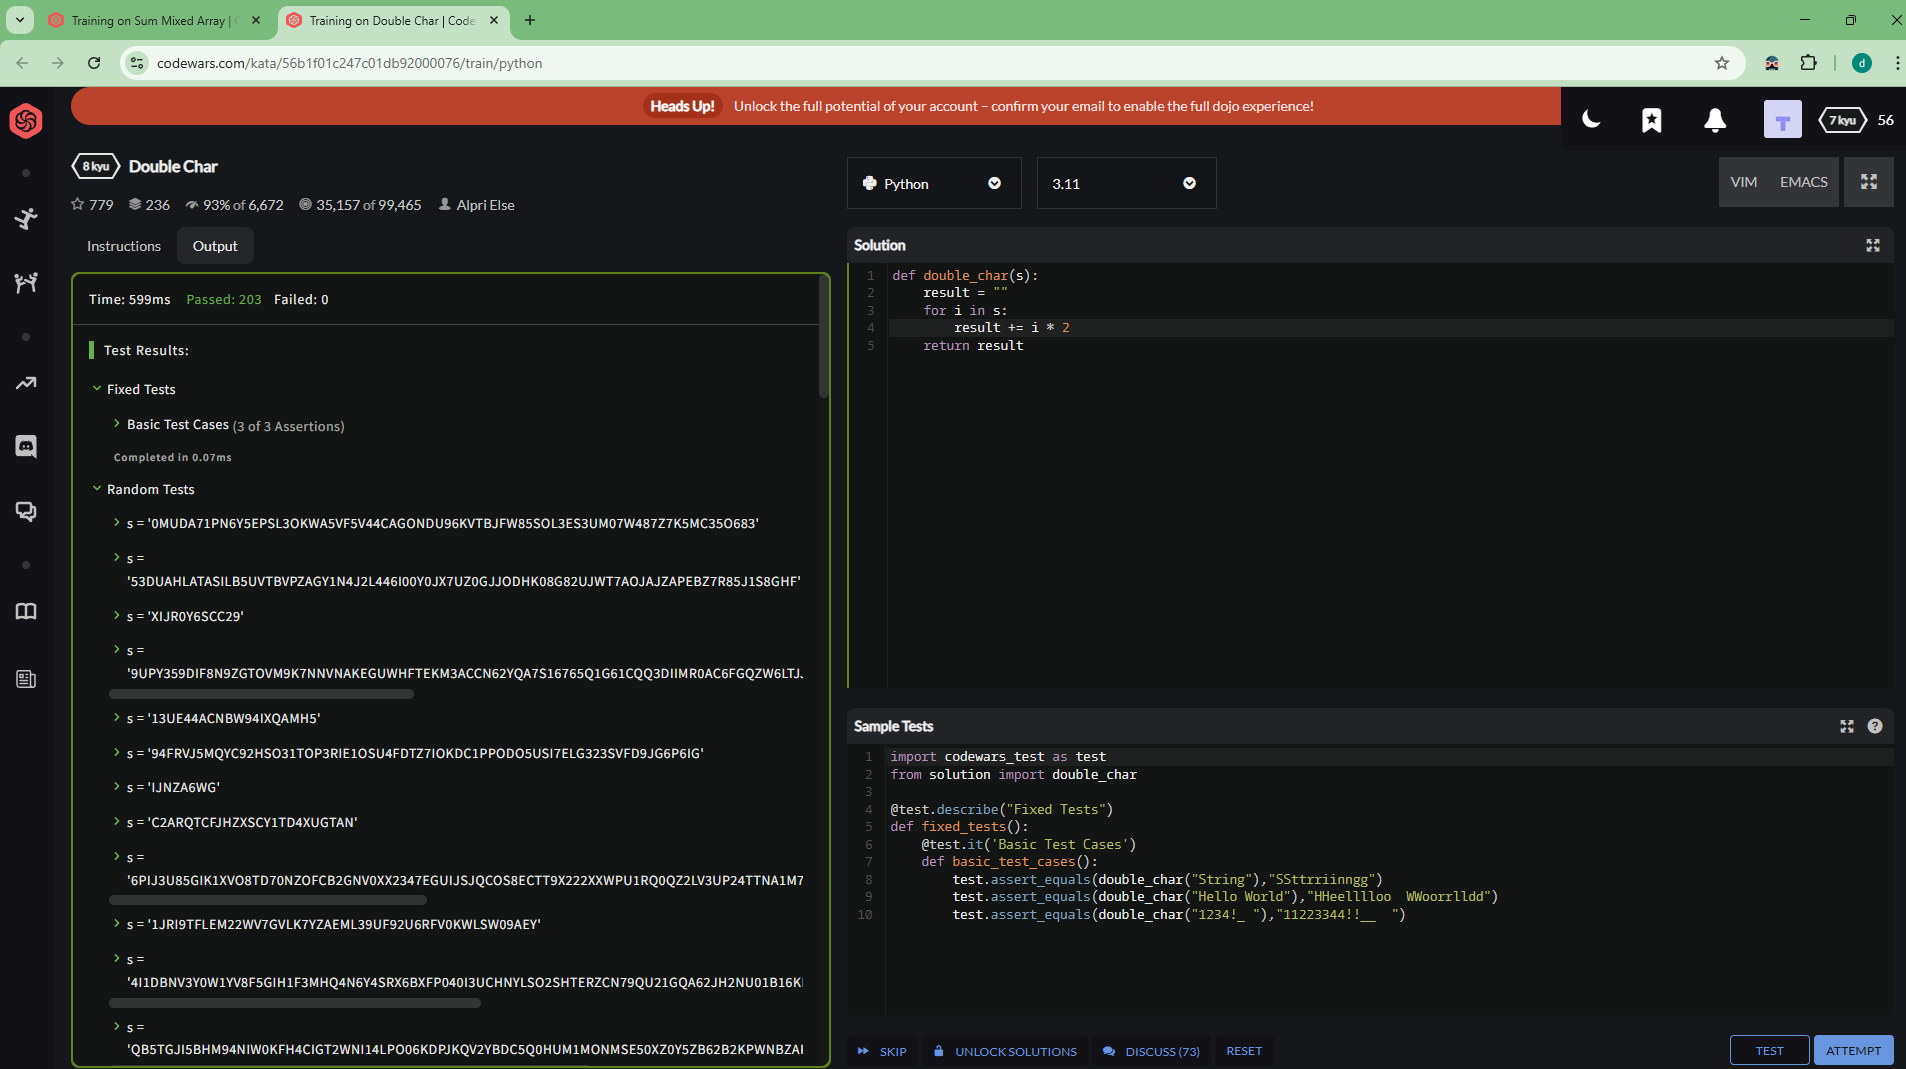 Training on Sum Mixed Array |
Training on Double Char | Code
codewars.com/kata/56b1f01c247c01db92000076/train/python
d
Heads Up! Unlock the full potential of your account – confirm your email to enable the full dojo experience!
T
7 kyu 56
8 kyu Double Char
779 236 93% of 6,672 35,157 of 99,465 Alpri Else
Python
3.11
VIM EMACS
Instructions Output
Time: 599ms Passed: 203 Failed: 0
Test Results:
Fixed Tests
Basic Test Cases (3 of 3 Assertions)
Completed in 0.07ms
Random Tests
s = '0MUDA71PN6Y5EPSL3OKWA5VF5V44CAGONDU96KVTBJFW85SOL3ES3UM07W487Z7K5MC35O683'
s =
'53DUAHLATASILB5UVTBVPZAGY1N4J2L446I00Y0JX7UZ0GJJODHK08G82UJWT7AOJAJZAPEBZ7R85J1S8GHF'
s = 'XIJR0Y6SCC29'
s =
'9UPY359DIF8N9ZGTOVM9K7NNVNAKEGUWHFTEKM3ACCN62YQA7S16765Q1G61CQQ3DIIMR0AC6FGQZW6LTJ
s = '13UE44ACNBW94IXQAMH5'
s = '94FRVJ5MQYC92HSO31TOP3RIE1OSU4FDTZ7IOKDC1PPODO5USI7ELG323SVFD9JG6P6IG'
s = 'IJNZA6WG'
s = 'C2ARQTCFJHZXSCY1TD4XUGTAN'
s =
'6PIJ3U85GIK1XVO8TD70NZOFCB2GNV0XX2347EGUIJSJQCOS8ECTT9X222XXWPU1RQ0QZ2LV3UP24TTNA1M7
s = '1JRI9TFLEM22WV7GVLK7YZAEML39UF92U6RFV0KWLSW09AEY'
s =
'4I1DBNV3Y0W1YV8F5GIH1F3MHQ4N6Y4SRX6BXFP040I3UCHNYLSO2SHTERZCN79QU21GQA62JH2NU01B16K
s =
'QB5TGJI5BHM94NIW0KFH4CIGT2WNI14LPO06KDPJKQV2YBDC5Q0HUM1MONMSE50XZ0Y5ZB62B2KPWNBZA
Solution
1 def double_char(s):
2 result = ""
3 for i in s:
4 result += i * 2
5 return result
Sample Tests
1 import codewars_test as test
2 from solution import double_char
3
4 @test.describe("Fixed Tests")
5 def fixed_tests():
6 @test.it('Basic Test Cases')
7 def basic_test_cases():
8 test.assert_equals(double_char("String"),"SSttrriinngg")
9 test.assert_equals(double_char("Hello World"),"HHeelllloo  WWoorrlldd")
10 test.assert_equals(double_char("1234!_ "),"11223344!!__  ")
SKIP UNLOCK SOLUTIONS DISCUSS (73) RESET
TEST ATTEMPT